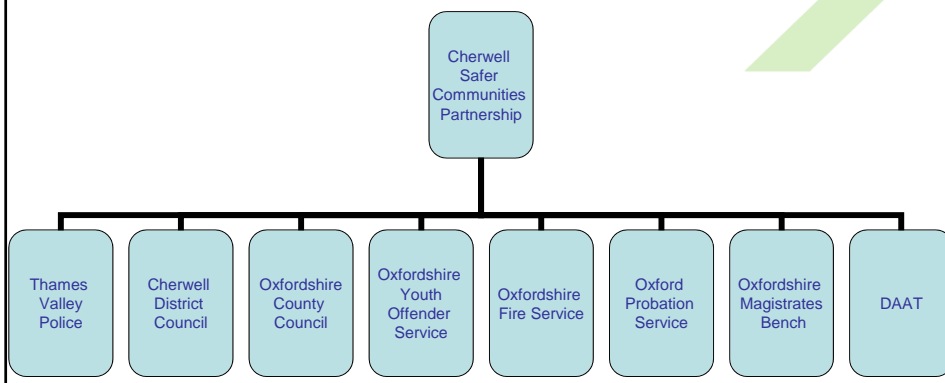 Cherwell
Safer
Communities
Partnership
Thames
Valley
Police
Cherwell
District
Council
Oxfordshire
County
Council
Oxfordshire
Youth
Offender
Service
Oxfordshire
Fire Service
Oxford
Probation
Service
Oxfordshire
Magistrates
Bench
DAAT